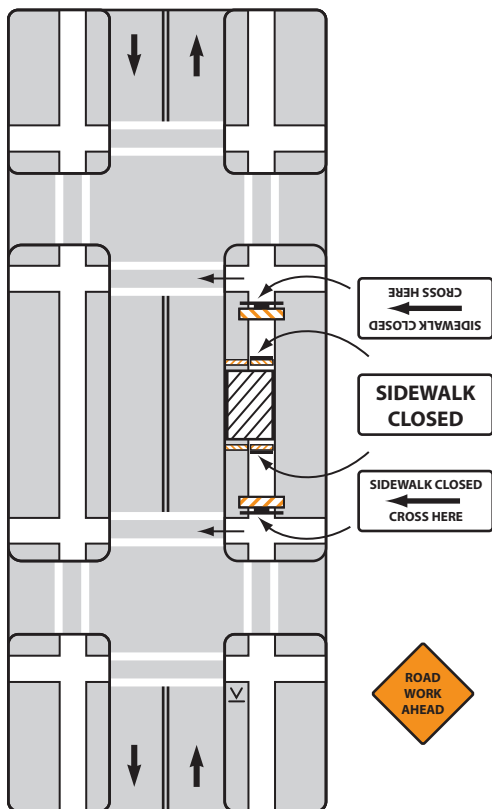 SIDEWALK CLOSED
CROSS HERE
SIDEWALK
CLOSED
SIDEWALK CLOSED
CROSS HERE
ROAD
WORK
AHEAD